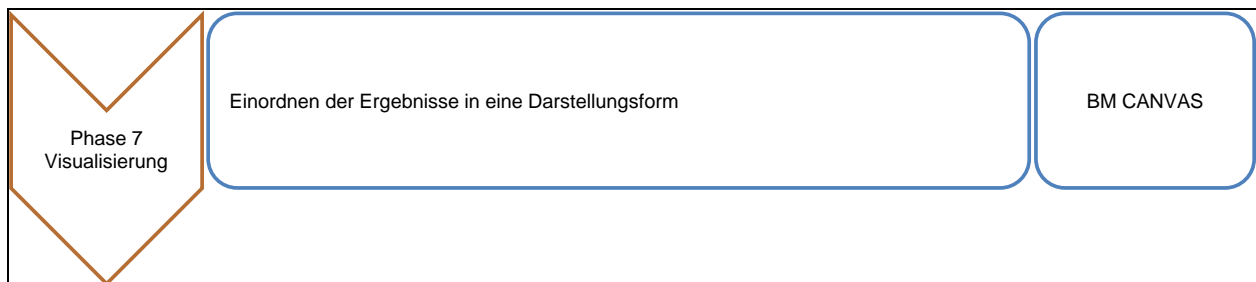 Phase 7
Visualisierung
Einordnen der Ergebnisse in eine Darstellungsform
BM CANVAS